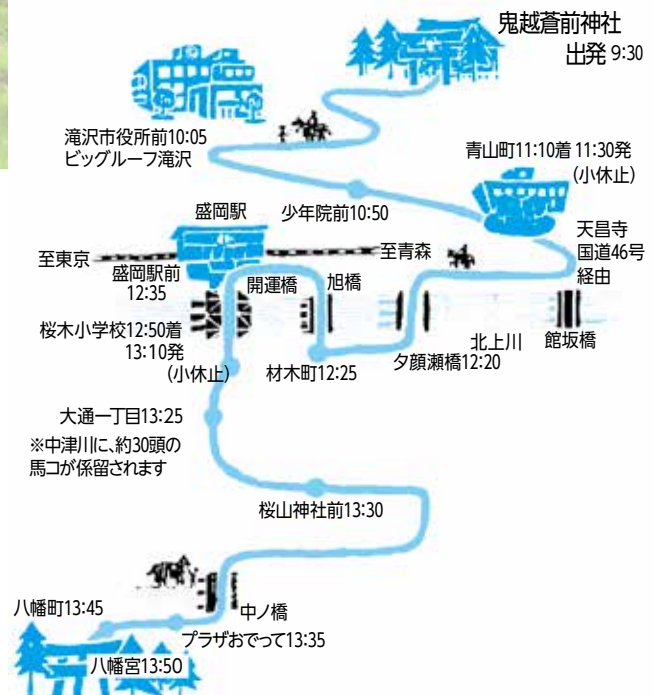 鬼越蒼前神社
出発 9:30
滝沢市役所前10:05
ビッグルーフ滝沢
少年院前10:50
青山町11:10着 11:30発
(小休止)
天昌寺
国道46号
経由
館坂橋
北上川
夕顔瀬橋12:20
材木町12:25
旭橋
至青森
盛岡駅
至東京
盛岡駅前
12:35
開運橋
桜木小学校12:50着
13:10発
(小休止)
大通一丁目13:25
※中津川に、約30頭の
馬コが係留されます
桜山神社前13:30
中ノ橋
プラザおでって13:35
八幡町13:45
八幡宮13:50